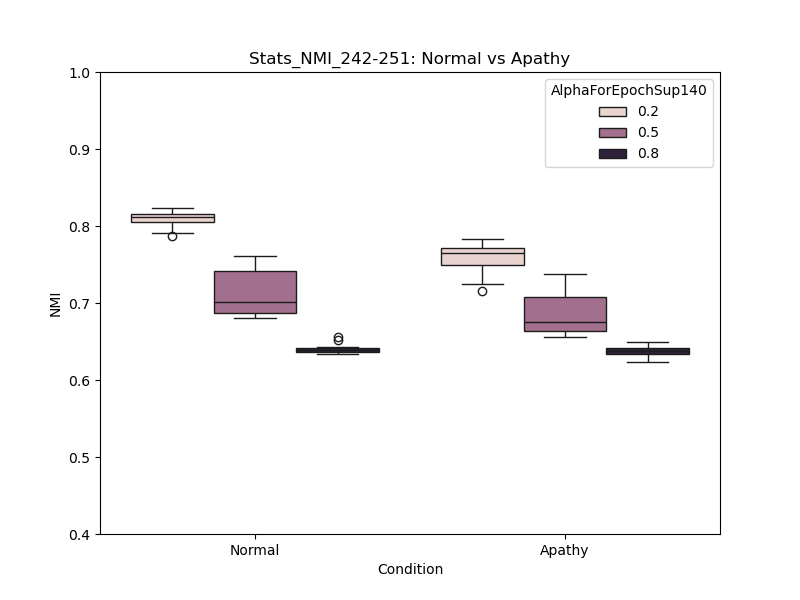 Stats_NMI_242-251: Normal vs Apathy
AlphaForEpochSup140
0.2
0.5
0.8
1.0
0.9
0.8
0.7
0.6
0.5
0.4
NMI
Normal
Apathy
Condition